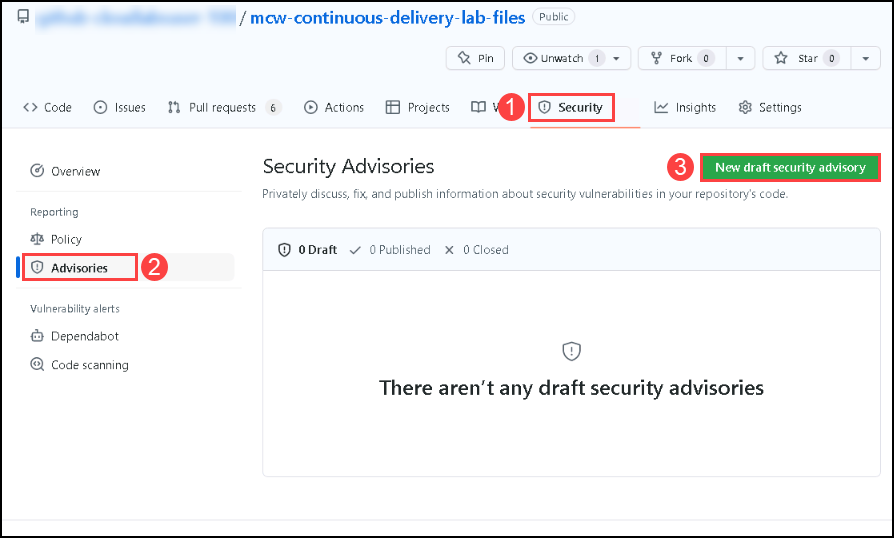 / mcw-continuous-delivery-lab-files Public
Pin Unwatch 1 Fork 0 Star 0
Code Issues Pull requests 6 Actions Projects 1 Security Insights Settings
Overview
Security Advisories
3 New draft security advisory
Privately discuss, fix, and publish information about security vulnerabilities in your repository's code.
Reporting
Policy
Advisories 2
0 Draft 0 Published 0 Closed
Vulnerability alerts
Dependabot
Code scanning
There aren't any draft security advisories